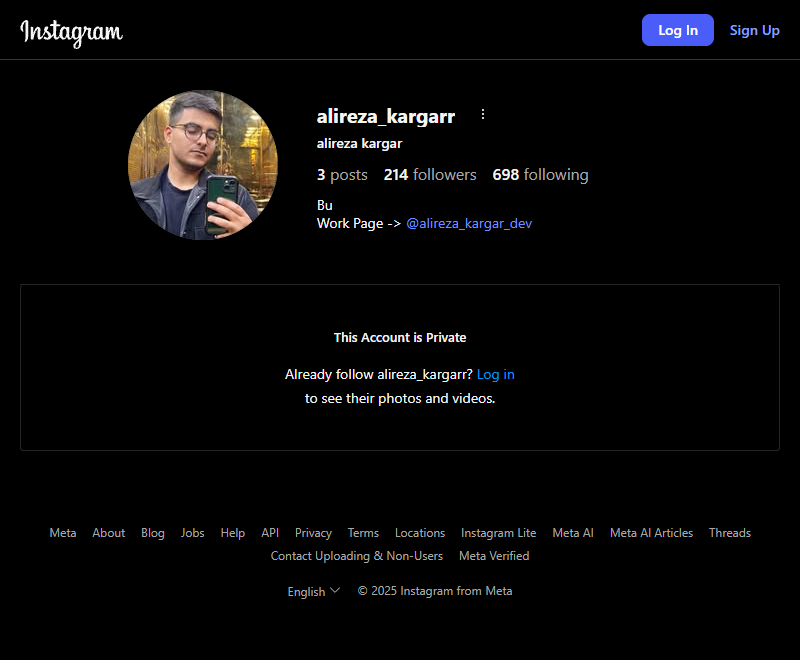 Instagram
Log In
Sign Up
alireza_kargarr
alireza kargar
3 posts 214 followers 698 following
Bu
Work Page -> @alireza_kargar_dev
This Account is Private
Already follow alireza_kargarr? Log in
to see their photos and videos.
Meta About Blog Jobs Help API Privacy Terms Locations Instagram Lite Meta AI Meta AI Articles Threads
Contact Uploading & Non-Users Meta Verified
English © 2025 Instagram from Meta